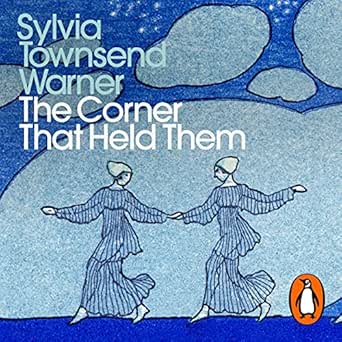 Sylvia
Townsend
Warner
The Corner
That Held Them